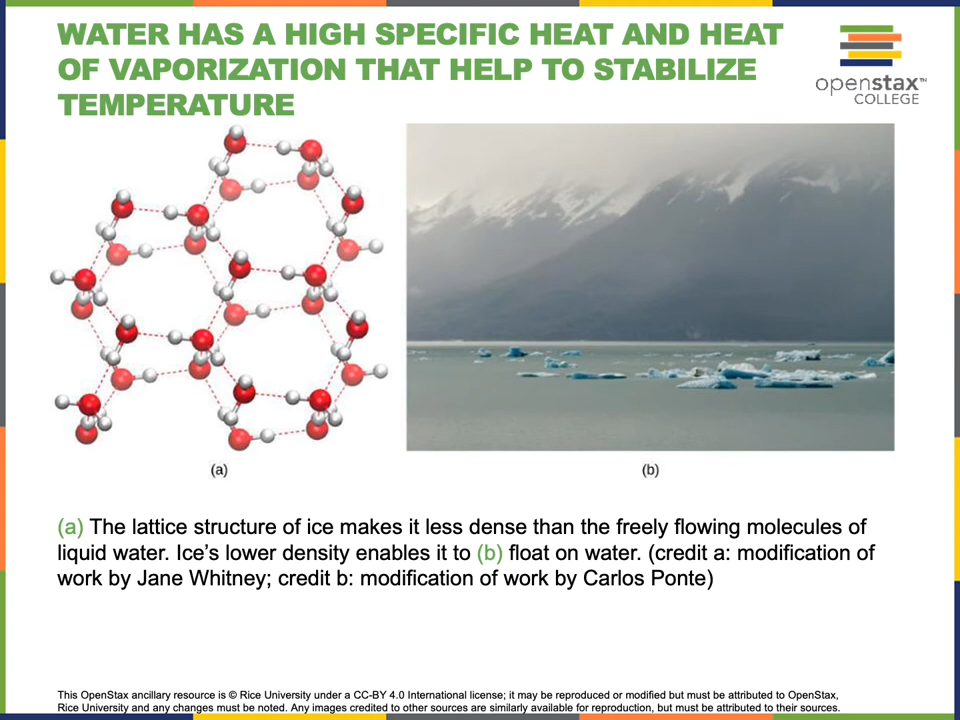 WATER HAS A HIGH SPECIFIC HEAT AND HEAT
OF VAPORIZATION THAT HELP TO STABILIZE
TEMPERATURE
openstax™
COLLEGE
(a)
(b)
(a) The lattice structure of ice makes it less dense than the freely flowing molecules of
liquid water. Ice’s lower density enables it to (b) float on water. (credit a: modification of
work by Jane Whitney; credit b: modification of work by Carlos Ponte)
This OpenStax ancillary resource is © Rice University under a CC-BY 4.0 International license; it may be reproduced or modified but must be attributed to OpenStax,
Rice University and any changes must be noted. Any images credited to other sources are similarly available for reproduction, but must be attributed to their sources.